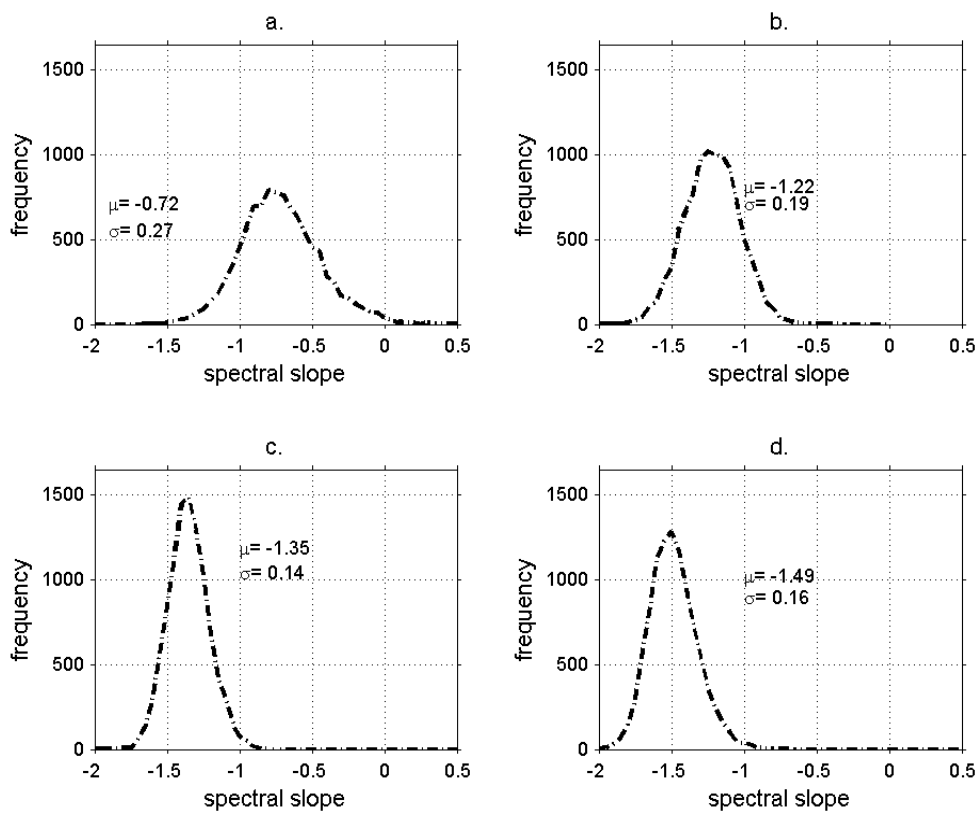 a.
1500
1000
500
0
frequency
μ= -0.72
σ= 0.27
-2 -1.5 -1 -0.5 0 0.5
spectral slope
b.
1500
1000
500
0
frequency
μ= -1.22
σ= 0.19
-2 -1.5 -1 -0.5 0 0.5
spectral slope
c.
1500
1000
500
0
frequency
μ= -1.35
σ= 0.14
-2 -1.5 -1 -0.5 0 0.5
spectral slope
d.
1500
1000
500
0
frequency
μ= -1.49
σ= 0.16
-2 -1.5 -1 -0.5 0 0.5
spectral slope